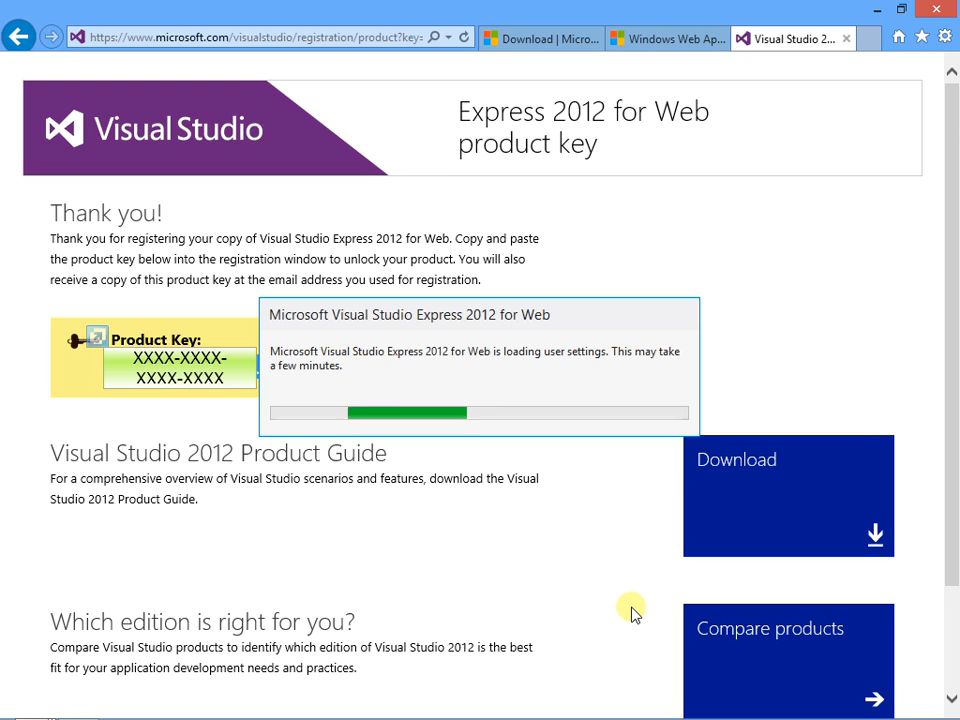 https://www.microsoft.com/visualstudio/registration/product?key=
Download | Micro...
Windows Web Ap...
Visual Studio 2...
Visual Studio
Express 2012 for Web
product key
Thank you!
Thank you for registering your copy of Visual Studio Express 2012 for Web. Copy and paste
the product key below into the registration window to unlock your product. You will also
receive a copy of this product key at the email address you used for registration.
Product Key:
XXXX-XXXX-
XXXX-XXXX
Microsoft Visual Studio Express 2012 for Web
Microsoft Visual Studio Express 2012 for Web is loading user settings. This may take
a few minutes.
Visual Studio 2012 Product Guide
For a comprehensive overview of Visual Studio scenarios and features, download the Visual
Studio 2012 Product Guide.
Download
Which edition is right for you?
Compare Visual Studio products to identify which edition of Visual Studio 2012 is the best
fit for your application development needs and practices.
Compare products